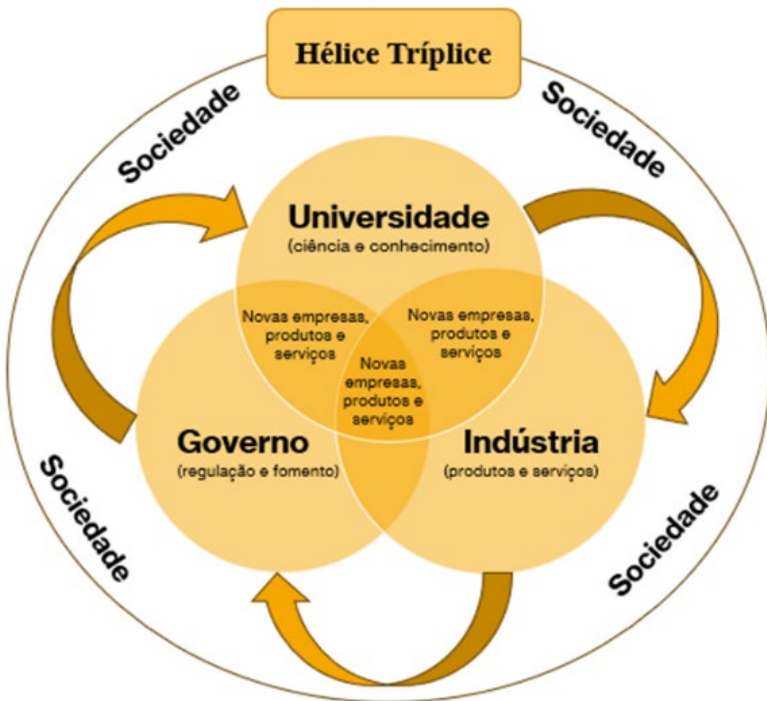 Hélice Tríplice
Sociedade
Sociedade
Universidade
(ciência e conhecimento)
Novas empresas,
produtos e
serviços
Novas empresas,
produtos e
serviços
Novas
empresas,
produtos e
serviços
Governo
(regulação e fomento)
Indústria
(produtos e serviços)
Sociedade
Sociedade